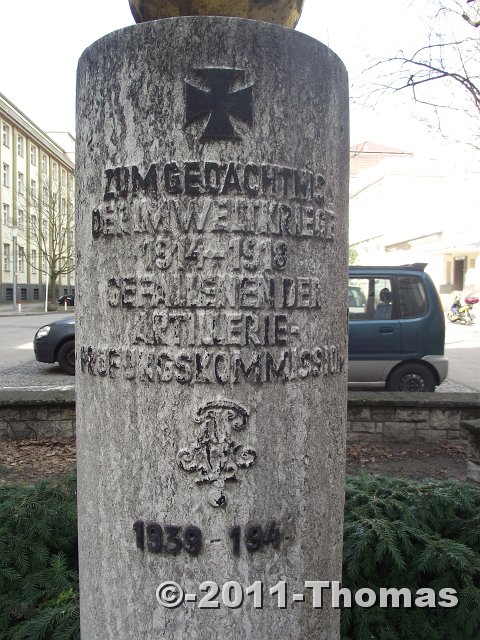 ZUM GEDÄCHTNIS
DER IM WELTKRIEGE
1914-1918
GEFALLENEN DER
ARTILLERIE-
PRÜFUNGSKOMMISSION
1939-194
©-2011-Thomas